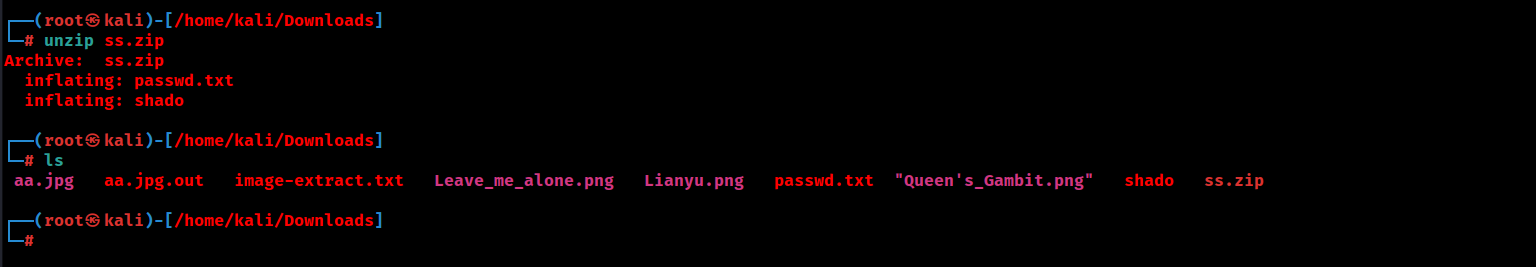 ┌──(root㉿kali)-[/home/kali/Downloads]
└─# unzip ss.zip
Archive:  ss.zip
  inflating: passwd.txt
  inflating: shado
┌──(root㉿kali)-[/home/kali/Downloads]
└─# ls
 aa.jpg   aa.jpg.out   image-extract.txt   Leave_me_alone.png   Lianyu.png   passwd.txt  "Queen's_Gambit.png"   shado   ss.zip
┌──(root㉿kali)-[/home/kali/Downloads]
└─#